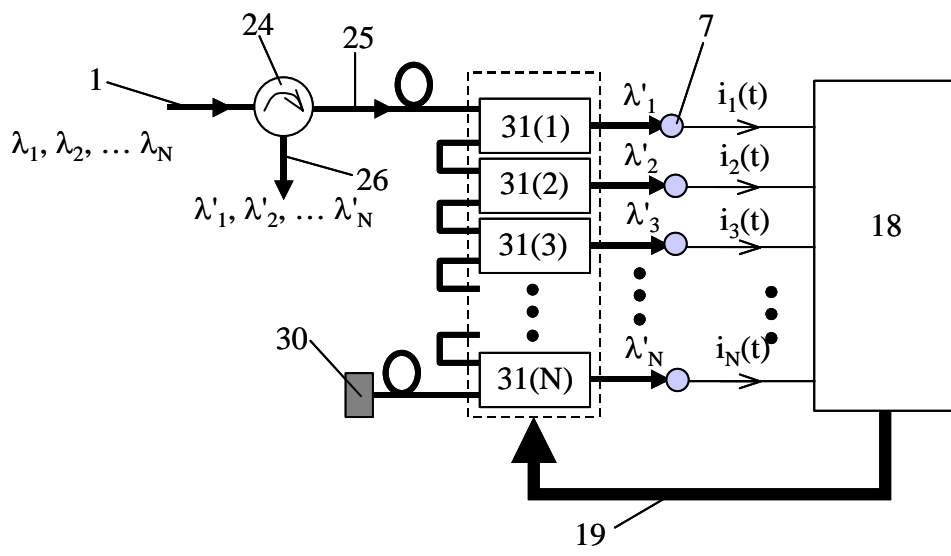 24
25
7
1
λ'1
i1(t)
31(1)
λ1, λ2, … λN
λ'2
i2(t)
31(2)
26
λ'1, λ'2, … λ'N
λ'3
i3(t)
31(3)
18
30
λ'N
iN(t)
31(N)
19